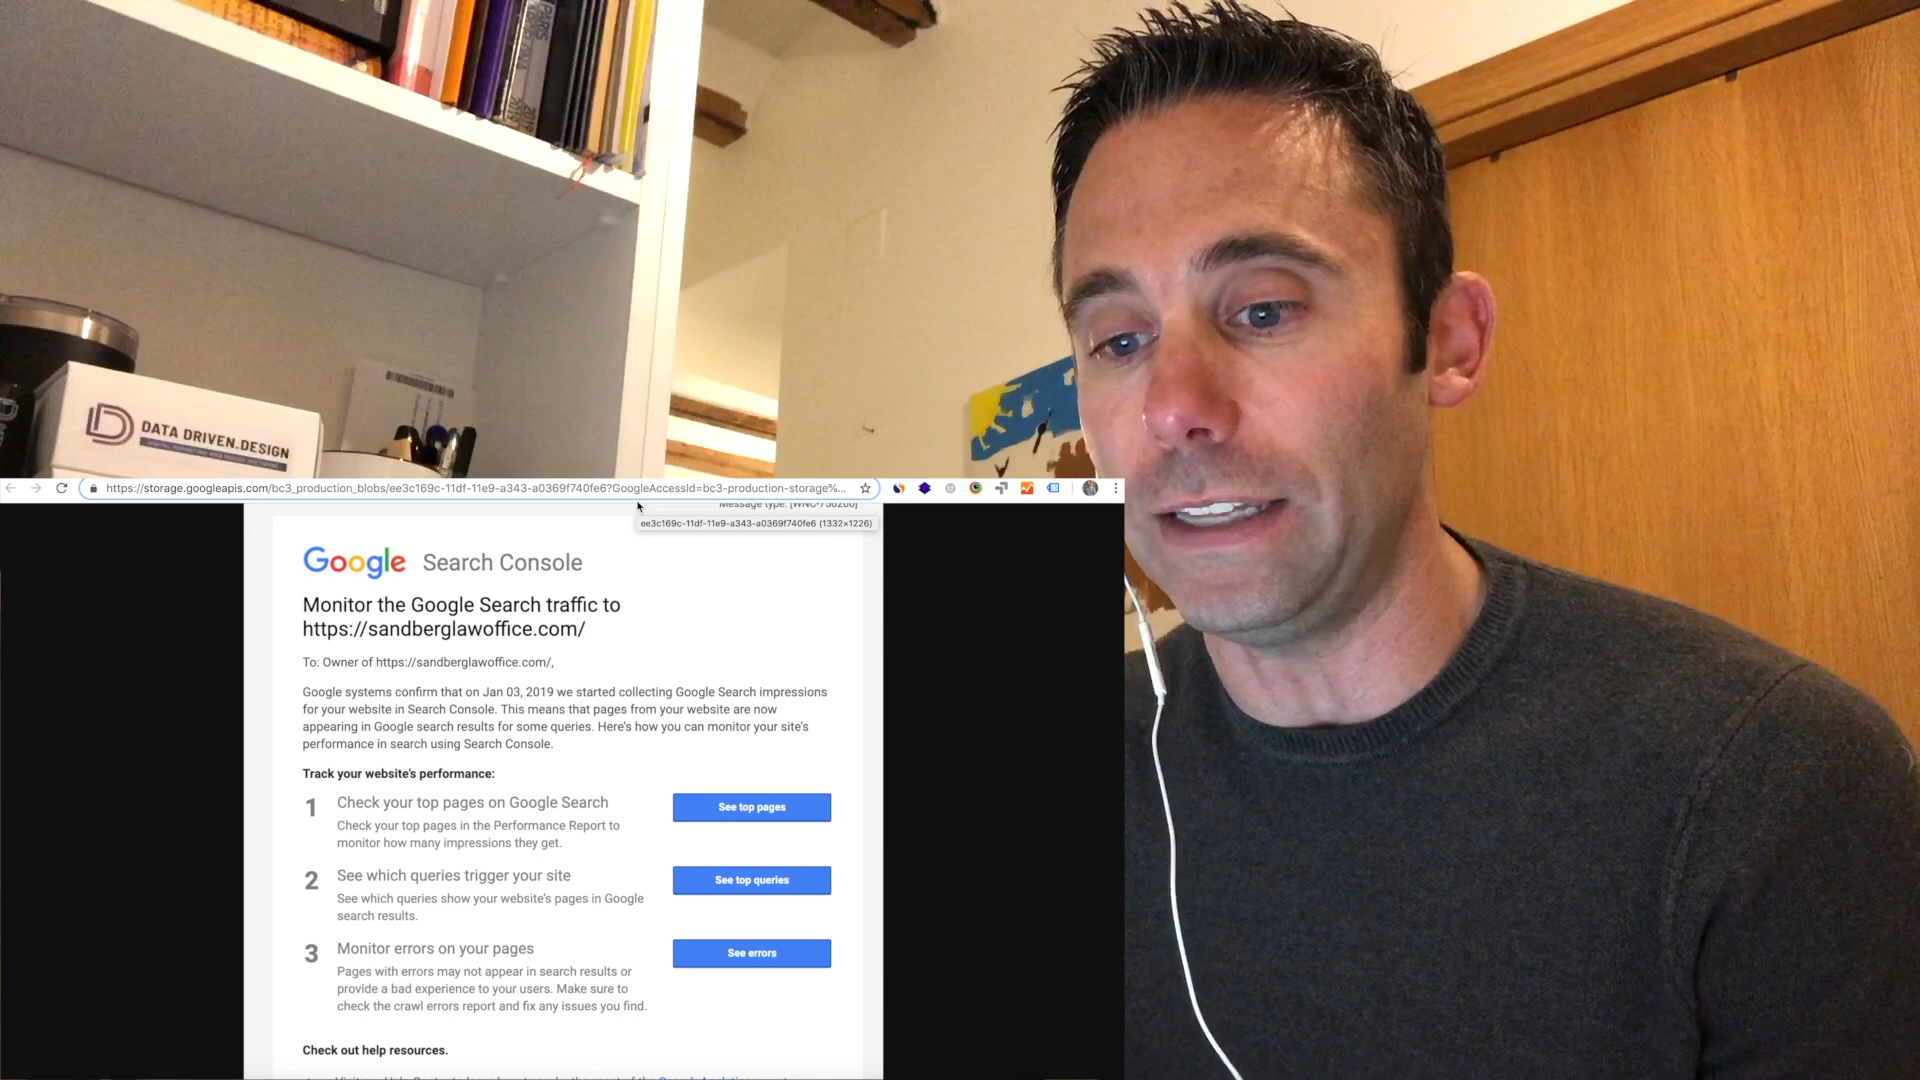 DATA DRIVEN.DESIGN
https://storage.googleapis.com/bc3_production_blobs/ee3c169c-11df-11e9-a343-a0369f740fe6?GoogleAccessId=bc3-production-storage%...
ee3c169c-11df-11e9-a343-a0369f740fe6 (1332×1226)
Google Search Console
Monitor the Google Search traffic to
https://sandberglawoffice.com/
To: Owner of https://sandberglawoffice.com/,
Google systems confirm that on Jan 03, 2019 we started collecting Google Search impressions
for your website in Search Console. This means that pages from your website are now
appearing in Google search results for some queries. Here's how you can monitor your site's
performance in search using Search Console.
Track your website's performance:
1 Check your top pages on Google Search
See top pages
Check your top pages in the Performance Report to
monitor how many impressions they get.
2 See which queries trigger your site
See top queries
See which queries show your website's pages in Google
search results.
3 Monitor errors on your pages
See errors
Pages with errors may not appear in search results or
provide a bad experience to your users. Make sure to
check the crawl errors report and fix any issues you find.
Check out help resources.